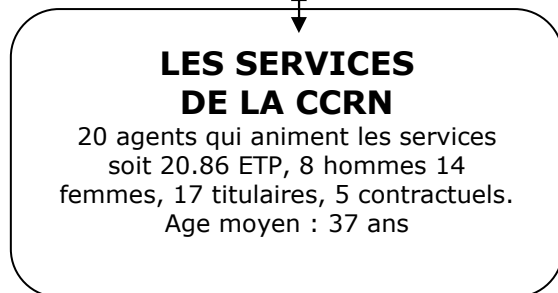 LES SERVICES
DE LA CCRN
20 agents qui animent les services
soit 20.86 ETP, 8 hommes 14
femmes, 17 titulaires, 5 contractuels.
Age moyen : 37 ans